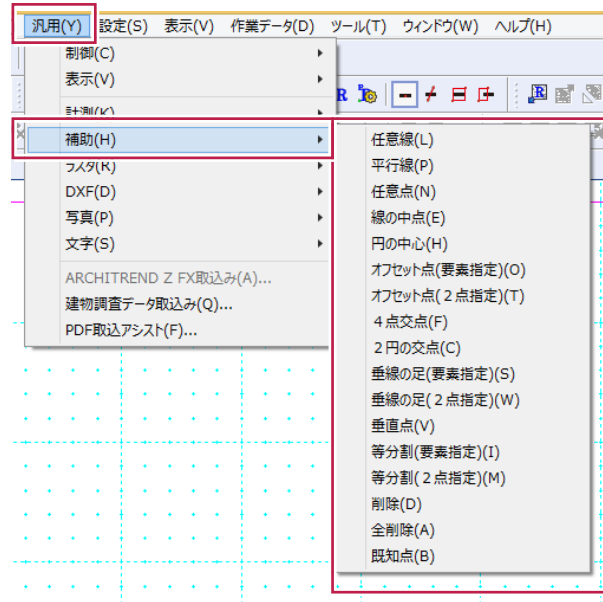 汎用(Y) 設定(S) 表示(V) 作業データ(D) ツール(T) ウィンドウ(W) ヘルプ(H)
制御(C)
表示(V)
計測(K)
補助(H)
ラスタ(R)
DXF(D)
写真(P)
文字(S)
ARCHITREND Z FX取込み(A)...
建物調査データ取込み(Q)...
PDF取込アシスト(F)...
R
R
任意線(L)
平行線(P)
任意点(N)
線の中点(E)
円の中心(H)
オフセット点(要素指定)(O)
オフセット点(２点指定)(T)
４点交点(F)
２円の交点(C)
垂線の足(要素指定)(S)
垂線の足(２点指定)(W)
垂直点(V)
等分割(要素指定)(I)
等分割(２点指定)(M)
削除(D)
全削除(A)
既知点(B)